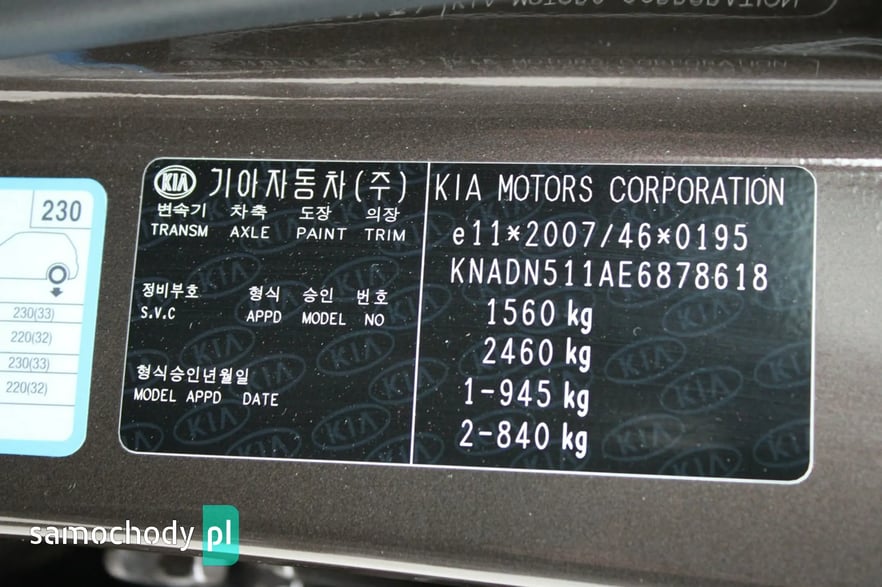 KIA 기아자동차(주)
변속기 차축 도장 의장
TRANSM AXLE PAINT TRIM
정비부호 형식 승인 번호
S.V.C APPD MODEL NO
형식승인년월일
MODEL APPD DATE
KIA MOTORS CORPORATION
e11*2007/46*0195
KNADN511AE6878618
1560 kg
2460 kg
1-945 kg
2-840 kg
230
230(33)
220(32)
230(33)
220(32)
samochody pl